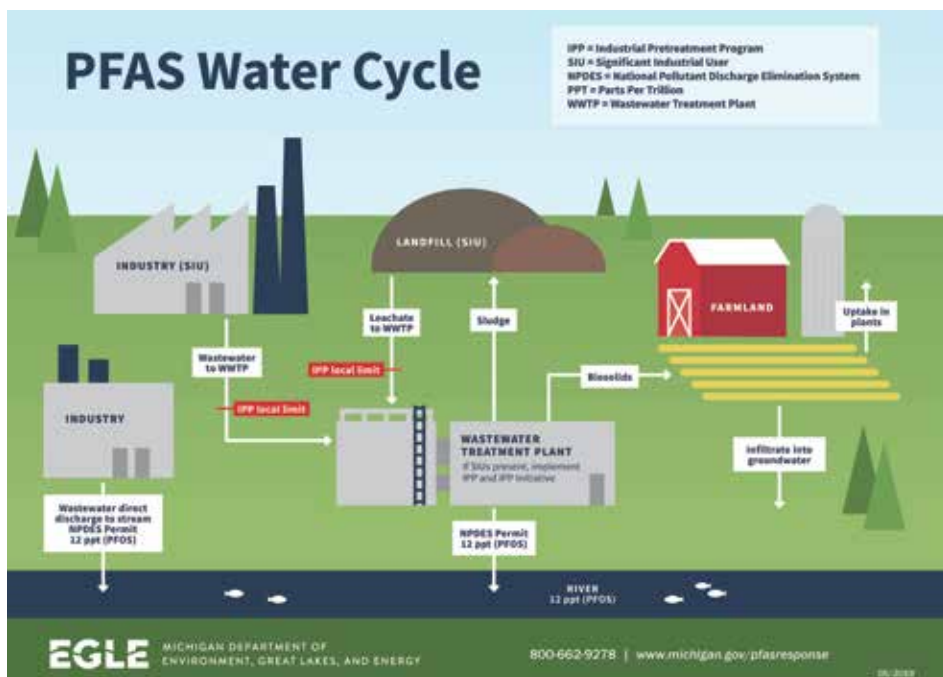 PFAS Water Cycle
IPP = Industrial Pretreatment Program
SIU = Significant Industrial User
NPDES = National Pollutant Discharge Elimination System
PPT = Parts Per Trillion
WWTP = Wastewater Treatment Plant
INDUSTRY (SIU)
LANDFILL (SIU)
FARMLAND
Uptake in
plants
Leachate
to WWTP
Sludge
Wastewater
to WWTP
IPP local limit
IPP local limit
Biosolids
INDUSTRY
WASTEWATER
TREATMENT PLANT
If SIUs present, implement
IPP and IPP Initiative
Infiltrate into
groundwater
Wastewater direct
discharge to stream
NPDES Permit
12 ppt (PFOS)
NPDES Permit
12 ppt (PFOS)
RIVER
12 ppt (PFOS)
EGLE
MICHIGAN DEPARTMENT OF
ENVIRONMENT, GREAT LAKES, AND ENERGY
800-662-9278 | www.michigan.gov/pfasresponse